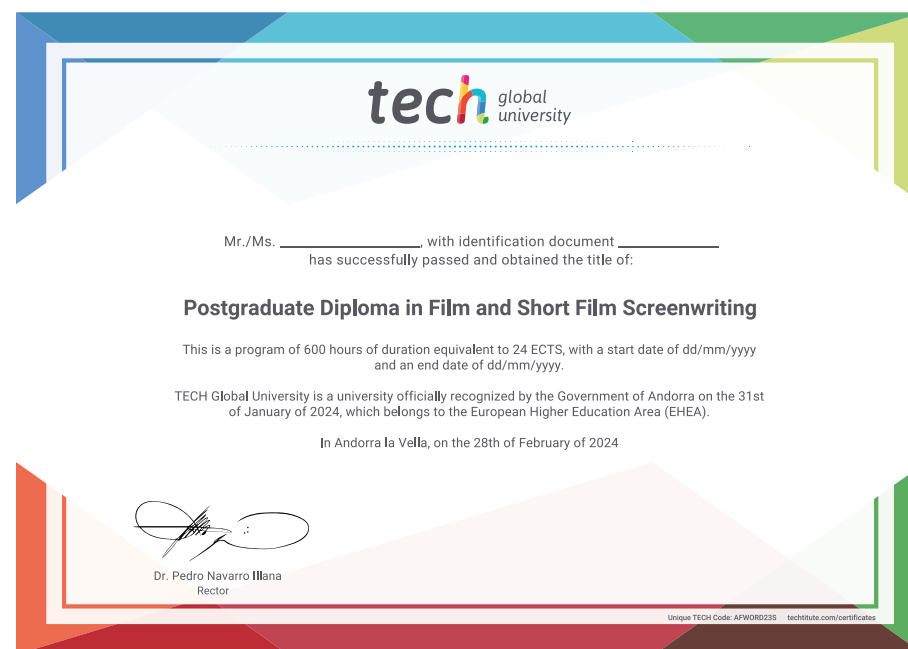 tech global university
Mr./Ms. ____________________, with identification document ______________
has successfully passed and obtained the title of:
Postgraduate Diploma in Film and Short Film Screenwriting
This is a program of 600 hours of duration equivalent to 24 ECTS, with a start date of dd/mm/yyyy
and an end date of dd/mm/yyyy.
TECH Global University is a university officially recognized by the Government of Andorra on the 31st
of January of 2024, which belongs to the European Higher Education Area (EHEA).
In Andorra la Vella, on the 28th of February of 2024
Dr. Pedro Navarro Illana
Rector
Unique TECH Code: AFWORD23S techtitute.com/certificates